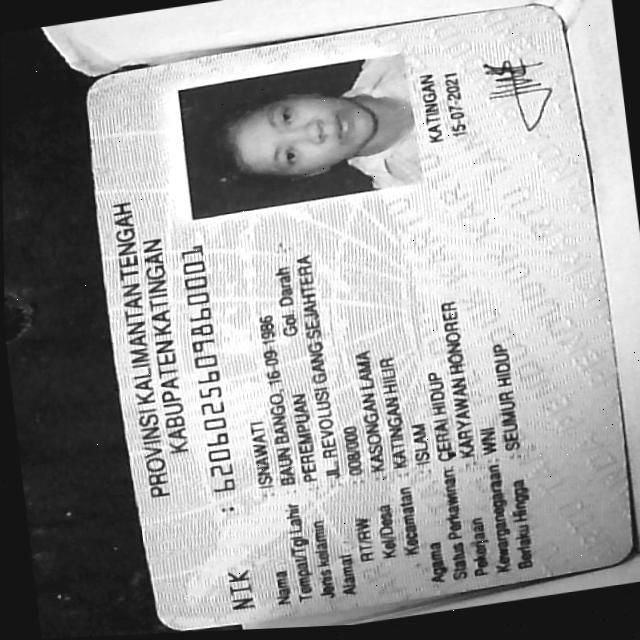 PROVINSI KALIMANTAN TENGAH
KABUPATEN KATINGAN
NIK : 6206025609860001
Nama : ISNAWATI
Tempat/Tgl Lahir : BAUN BANGO, 16-09-1986
Jenis Kelamin : PEREMPUAN Gol. Darah : -
Alamat : JL. REVOLUSI GANG SEJAHTERA
RT/RW : 008/000
Kel/Desa : KASONGAN LAMA
Kecamatan : KATINGAN HILIR
Agama : ISLAM
Status Perkawinan: CERAI HIDUP
Pekerjaan : KARYAWAN HONORER
Kewarganegaraan: WNI
Berlaku Hingga : SEUMUR HIDUP
KATINGAN
15-07-2021